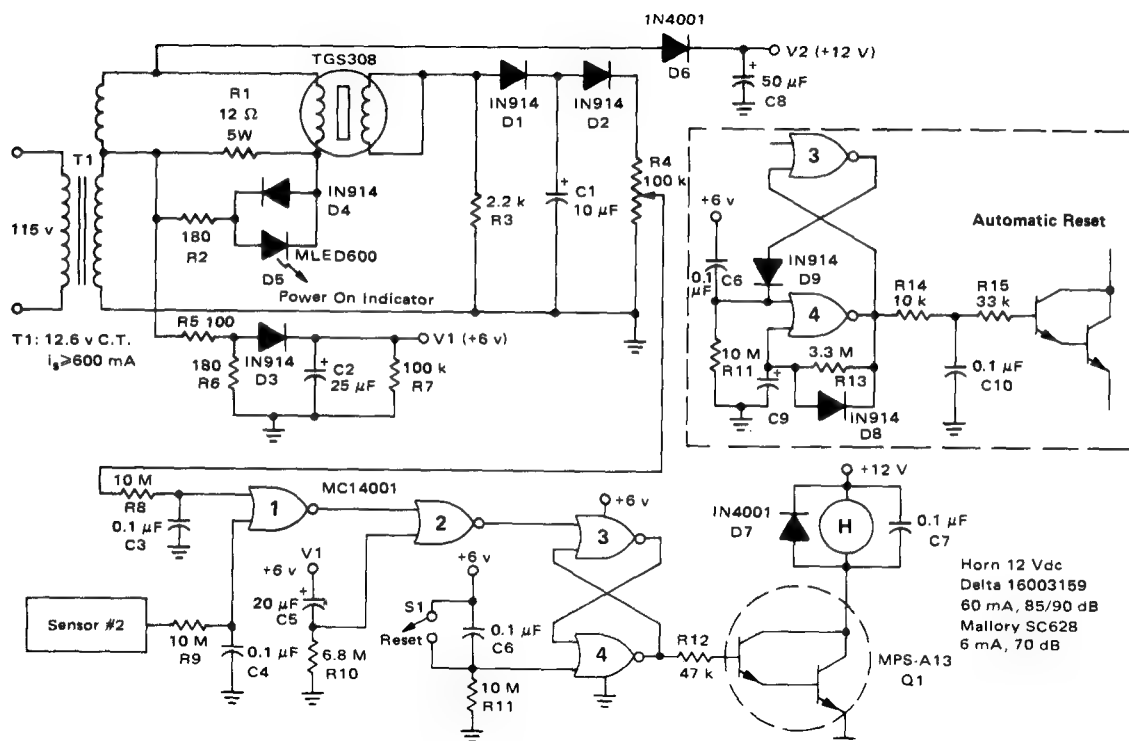 1N4001
V2 (+12 V)
D6
50 µF
C8
TGS308
R1
12 Ω
5W
IN914
D1
IN914
D2
R4
100 k
T1
115 v
IN914
D4
180
R2
MLED600
D5
Power On Indicator
2.2 k
R3
C1
10 µF
T1: 12.6 v C.T.
is≥600 mA
R5 100
V1 (+6 v)
180
R6
IN914
D3
C2
25 µF
100 k
R7
3
+6 v
Automatic Reset
0.1
µF
C6
IN914
D9
4
R14
10 k
R15
33 k
10 M
R11
3.3 M
R13
C9
IN914
D8
0.1 µF
C10
10 M
R8
0.1 µF
C3
MC14001
1
2
+6 v
3
+12 V
1N4001
D7
H
0.1 µF
C7
Horn 12 Vdc
Delta 16003159
60 mA, 85/90 dB
Mallory SC628
6 mA, 70 dB
V1
+6 v
20 µF
C5
+6 v
S1
Reset
0.1 µF
C6
4
R12
47 k
MPS-A13
Q1
Sensor #2
10 M
R9
0.1 µF
C4
6.8 M
R10
10 M
R11